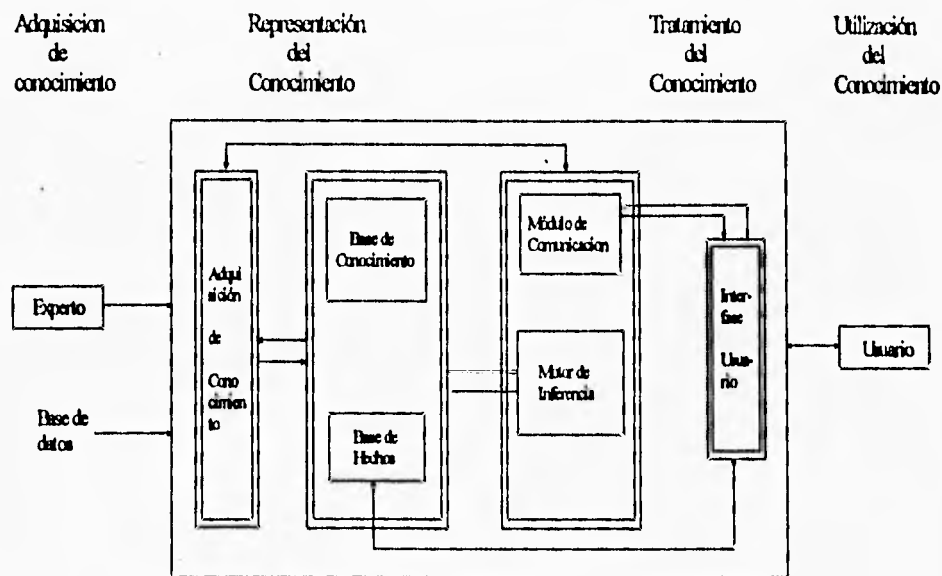 Adquisicion
de
conocimiento
Representación
del
Conocimiento
Tratamiento
del
Conocimiento
Utilización
del
Conocimiento
Experto
Base de
datos
Adqui
sición
de
Cono
cimien
to
Base de
Conocimiento
Base de
Hechos
Módulo de
Comunicacion
Motor de
Inferencia
Inter-
fase
Usua-
rio
Usuario